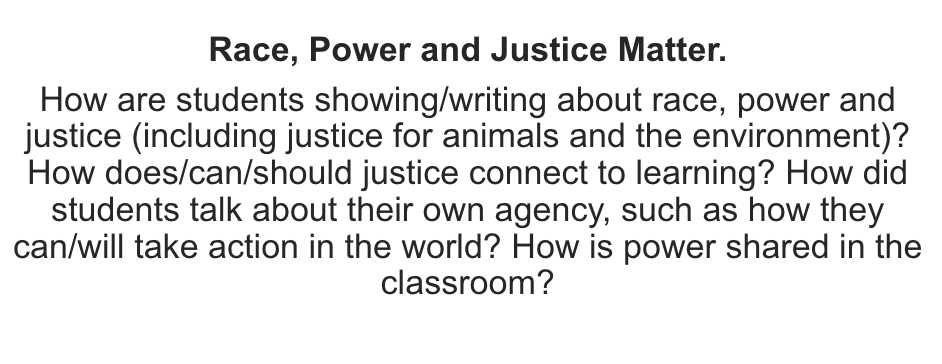 Race, Power and Justice Matter.
How are students showing/writing about race, power and
justice (including justice for animals and the environment)?
How does/can/should justice connect to learning? How did
students talk about their own agency, such as how they
can/will take action in the world? How is power shared in the
classroom?